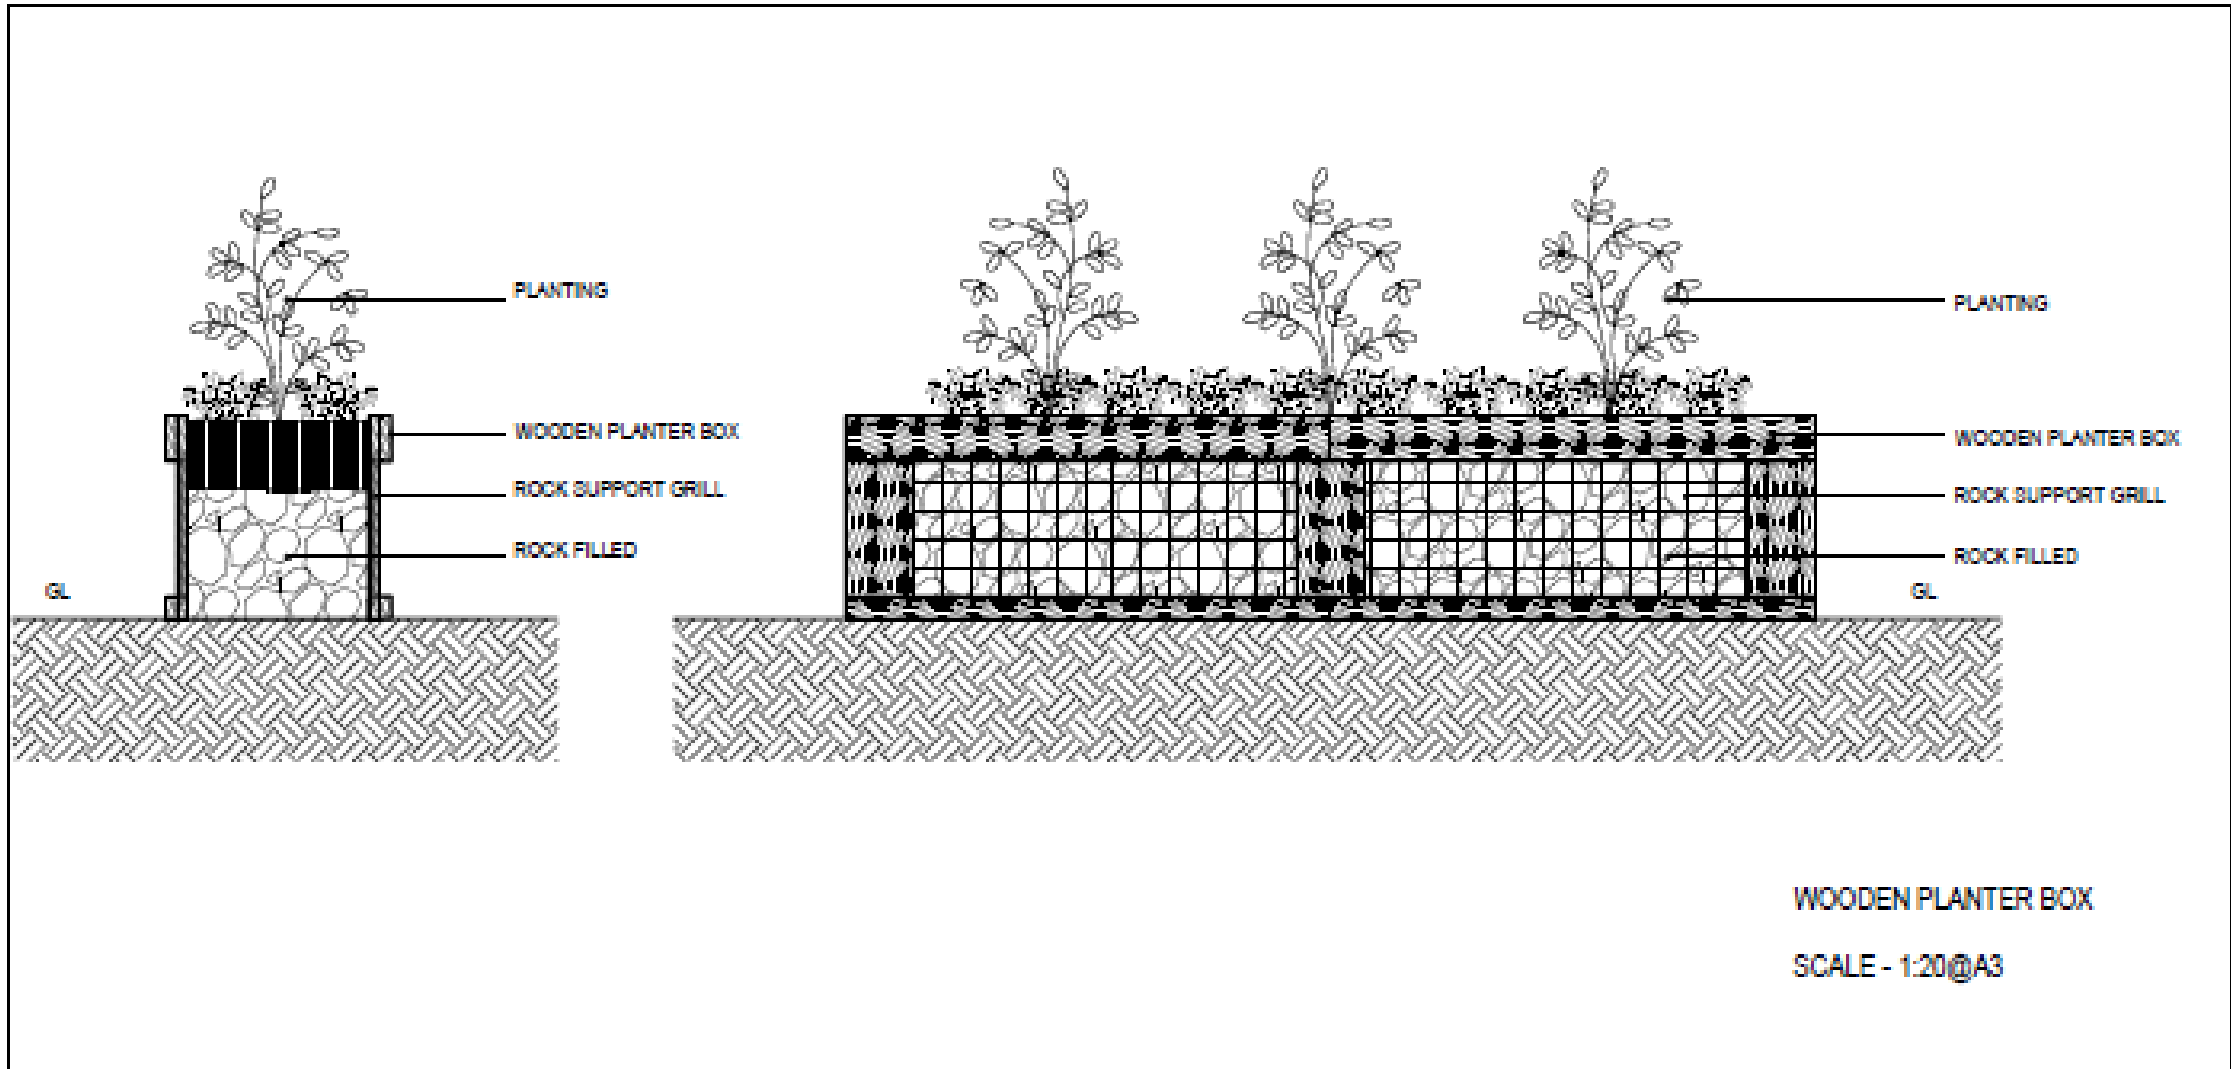 PLANTING
WOODEN PLANTER BOX
ROCK SUPPORT GRILL
ROCK FILLED
GL
PLANTING
WOODEN PLANTER BOX
ROCK SUPPORT GRILL
ROCK FILLED
GL
WOODEN PLANTER BOX
SCALE - 1:20@A3